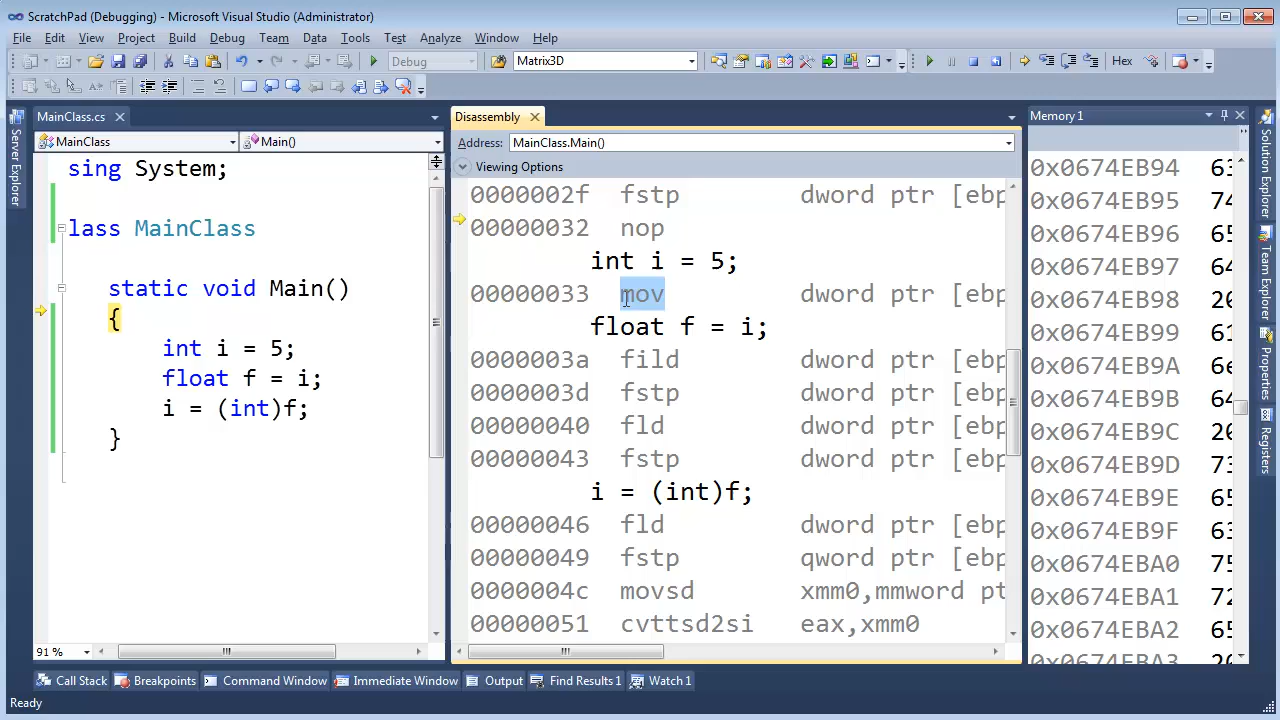 ScratchPad (Debugging) - Microsoft Visual Studio (Administrator)
File Edit View Project Build Debug Team Data Tools Test Analyze Window Help
Debug Matrix3D Hex
MainClass.cs
MainClass Main()
sing System;
lass MainClass
static void Main()
{
int i = 5;
float f = i;
i = (int)f;
}
91 %
Disassembly
Address: MainClass.Main()
Viewing Options
0000002f fstp dword ptr [ebp
00000032 nop
int i = 5;
00000033 mov dword ptr [ebp
float f = i;
0000003a fild dword ptr [ebp
0000003d fstp dword ptr [ebp
00000040 fld dword ptr [ebp
00000043 fstp dword ptr [ebp
i = (int)f;
00000046 fld dword ptr [ebp
00000049 fstp qword ptr [ebp
0000004c movsd xmm0,mmword pt
00000051 cvttsd2si eax,xmm0
Memory 1
0x0674EB94 63
0x0674EB95 74
0x0674EB96 65
0x0674EB97 64
0x0674EB98 20
0x0674EB99 61
0x0674EB9A 6e
0x0674EB9B 64
0x0674EB9C 20
0x0674EB9D 73
0x0674EB9E 65
0x0674EB9F 63
0x0674EBA0 75
0x0674EBA1 72
0x0674EBA2 65
0x0674EBA3 20
Server Explorer
Solution Explorer
Team Explorer
Properties
Registers
Call Stack Breakpoints Command Window Immediate Window Output Find Results 1 Watch 1
Ready